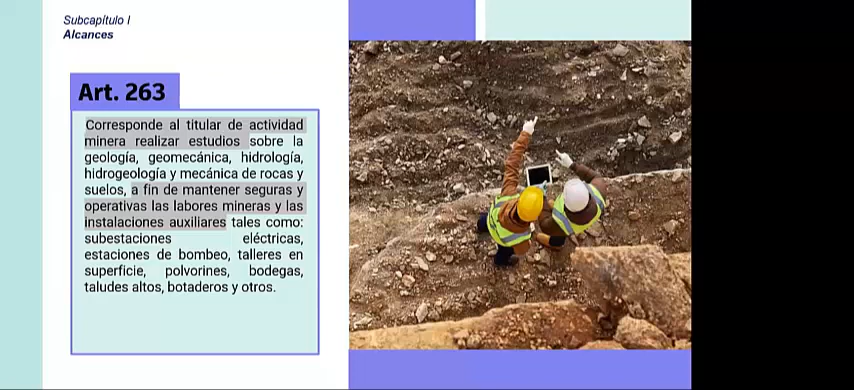 Subcapítulo I
Alcances
Art. 263
Corresponde al titular de actividad
minera realizar estudios sobre la
geología, geomecánica, hidrología,
hidrogeología y mecánica de rocas y
suelos, a fin de mantener seguras y
operativas las labores mineras y las
instalaciones auxiliares tales como:
subestaciones eléctricas,
estaciones de bombeo, talleres en
superficie, polvorines, bodegas,
taludes altos, botaderos y otros.